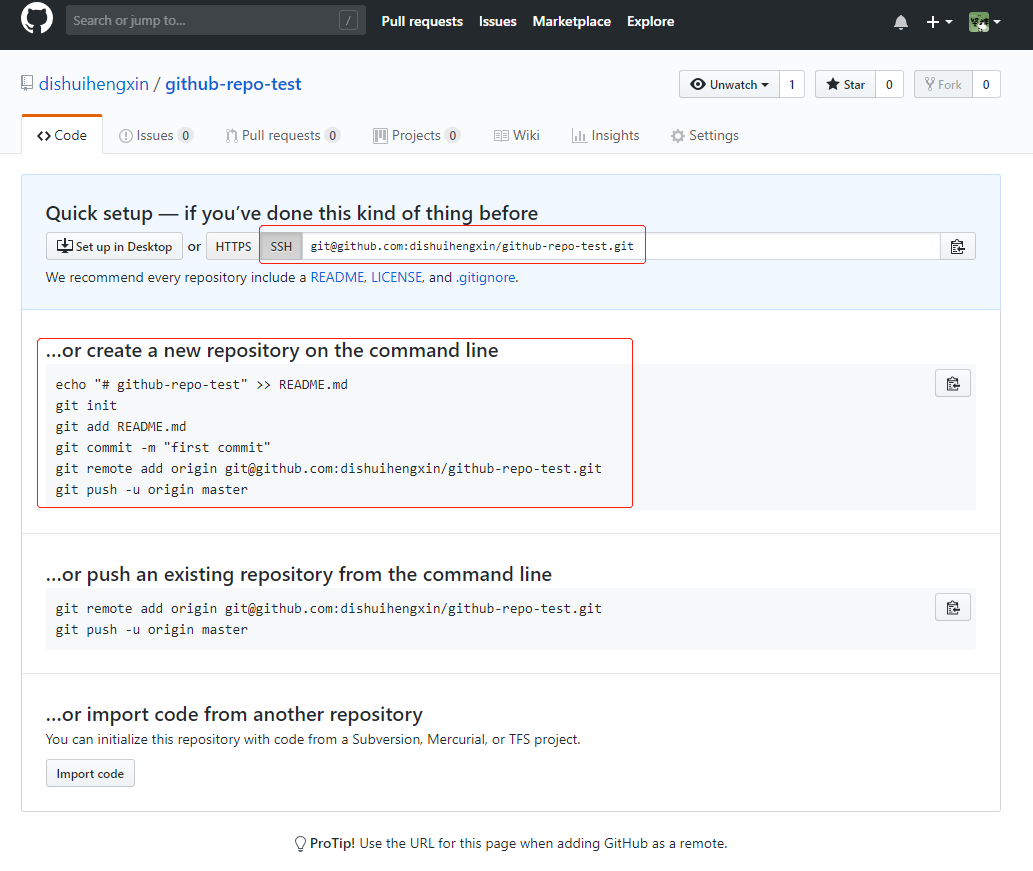 Search or jump to... / Pull requests Issues Marketplace Explore
dishuihengxin / github-repo-test Unwatch 1 Star 0 Fork 0
Code Issues 0 Pull requests 0 Projects 0 Wiki Insights Settings
Quick setup — if you’ve done this kind of thing before
Set up in Desktop or HTTPS SSH git@github.com:dishuihengxin/github-repo-test.git
We recommend every repository include a README, LICENSE, and .gitignore.
…or create a new repository on the command line
echo "# github-repo-test" >> README.md
git init
git add README.md
git commit -m "first commit"
git remote add origin git@github.com:dishuihengxin/github-repo-test.git
git push -u origin master
…or push an existing repository from the command line
git remote add origin git@github.com:dishuihengxin/github-repo-test.git
git push -u origin master
…or import code from another repository
You can initialize this repository with code from a Subversion, Mercurial, or TFS project.
Import code
ProTip! Use the URL for this page when adding GitHub as a remote.